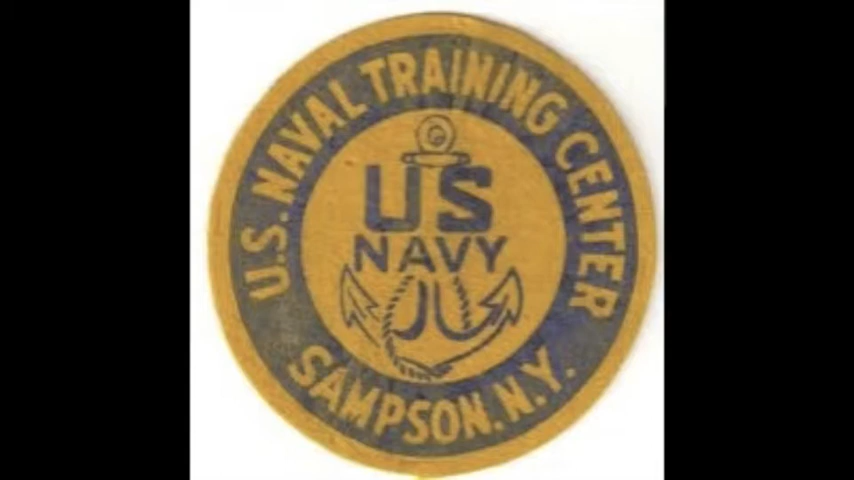 U.S. NAVAL TRAINING CENTER
US
NAVY
SAMPSON. N.Y.